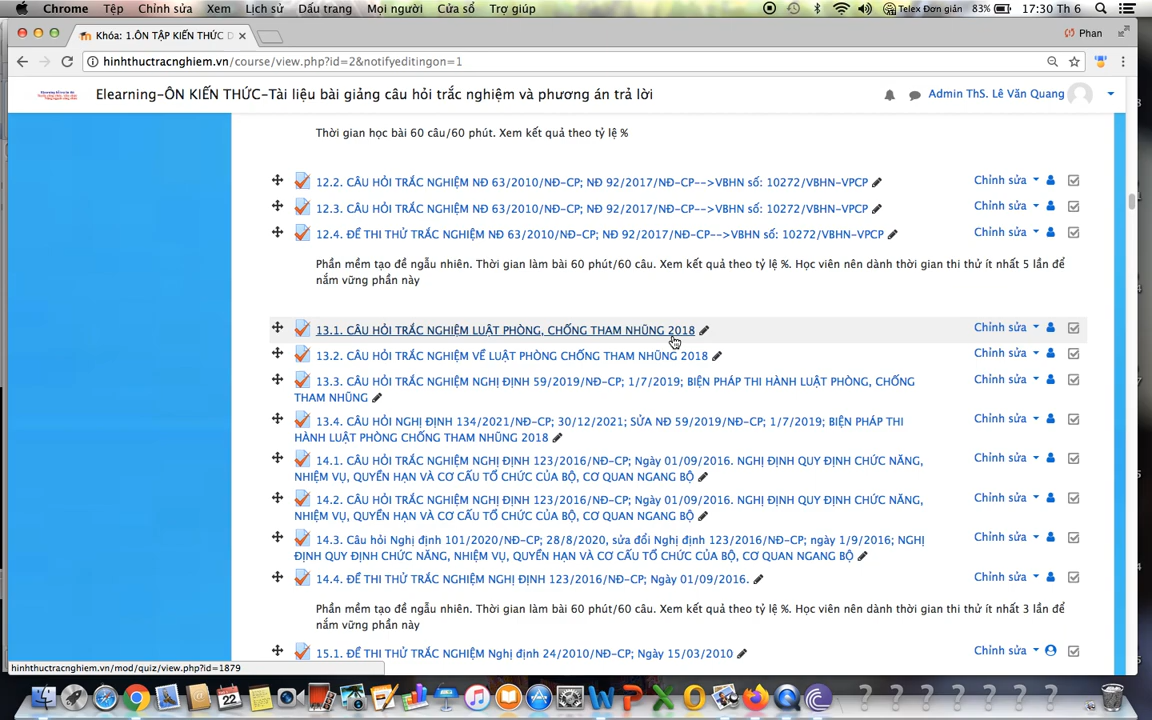 Chrome Tệp Chỉnh sửa Xem Lịch sử Dấu trang Mọi người Cửa sổ Trợ giúp Telex Đơn giản 83% 17:30 Th 6
Khóa: 1.ÔN TẬP KIẾN THỨC Phan
hinhthuctracnghiem.vn/course/view.php?id=2&notifyeditingon=1
Elearning-ÔN KIẾN THỨC-Tài liệu bài giảng câu hỏi trắc nghiệm và phương án trả lời Admin ThS. Lê Văn Quang
Thời gian học bài 60 câu/60 phút. Xem kết quả theo tỷ lệ %
12.2. CÂU HỎI TRẮC NGHIỆM NĐ 63/2010/NĐ-CP; NĐ 92/2017/NĐ-CP-->VBHN số: 10272/VBHN-VPCP Chỉnh sửa
12.3. CÂU HỎI TRẮC NGHIỆM NĐ 63/2010/NĐ-CP; NĐ 92/2017/NĐ-CP-->VBHN số: 10272/VBHN-VPCP Chỉnh sửa
12.4. ĐỀ THI THỬ TRẮC NGHIỆM NĐ 63/2010/NĐ-CP; NĐ 92/2017/NĐ-CP-->VBHN số: 10272/VBHN-VPCP Chỉnh sửa
Phần mềm tạo đề ngẫu nhiên. Thời gian làm bài 60 phút/60 câu. Xem kết quả theo tỷ lệ %. Học viên nên dành thời gian thi thử ít nhất 5 lần để
nắm vững phần này
13.1. CÂU HỎI TRẮC NGHIỆM LUẬT PHÒNG, CHỐNG THAM NHŨNG 2018 Chỉnh sửa
13.2. CÂU HỎI TRẮC NGHIỆM VỀ LUẬT PHÒNG CHỐNG THAM NHŨNG 2018 Chỉnh sửa
13.3. CÂU HỎI TRẮC NGHIỆM NGHỊ ĐỊNH 59/2019/NĐ-CP; 1/7/2019; BIỆN PHÁP THI HÀNH LUẬT PHÒNG, CHỐNG Chỉnh sửa
THAM NHŨNG
13.4. CÂU HỎI NGHỊ ĐỊNH 134/2021/NĐ-CP; 30/12/2021; SỬA NĐ 59/2019/NĐ-CP; 1/7/2019; BIỆN PHÁP THI Chỉnh sửa
HÀNH LUẬT PHÒNG CHỐNG THAM NHŨNG 2018
14.1. CÂU HỎI TRẮC NGHIỆM NGHỊ ĐỊNH 123/2016/NĐ-CP; Ngày 01/09/2016. NGHỊ ĐỊNH QUY ĐỊNH CHỨC NĂNG, Chỉnh sửa
NHIỆM VỤ, QUYỀN HẠN VÀ CƠ CẤU TỔ CHỨC CỦA BỘ, CƠ QUAN NGANG BỘ
14.2. CÂU HỎI TRẮC NGHIỆM NGHỊ ĐỊNH 123/2016/NĐ-CP; Ngày 01/09/2016. NGHỊ ĐỊNH QUY ĐỊNH CHỨC NĂNG, Chỉnh sửa
NHIỆM VỤ, QUYỀN HẠN VÀ CƠ CẤU TỔ CHỨC CỦA BỘ, CƠ QUAN NGANG BỘ
14.3. Câu hỏi Nghị định 101/2020/NĐ-CP; 28/8/2020, sửa đổi Nghị định 123/2016/NĐ-CP; ngày 1/9/2016; NGHỊ Chỉnh sửa
ĐỊNH QUY ĐỊNH CHỨC NĂNG, NHIỆM VỤ, QUYỀN HẠN VÀ CƠ CẤU TỔ CHỨC CỦA BỘ, CƠ QUAN NGANG BỘ
14.4. ĐỀ THI THỬ TRẮC NGHIỆM NGHỊ ĐỊNH 123/2016/NĐ-CP; Ngày 01/09/2016. Chỉnh sửa
Phần mềm tạo đề ngẫu nhiên. Thời gian làm bài 60 phút/60 câu. Xem kết quả theo tỷ lệ %. Học viên nên dành thời gian thi thử ít nhất 3 lần để
nắm vững phần này
15.1. ĐỀ THI THỬ TRẮC NGHIỆM Nghị định 24/2010/NĐ-CP; Ngày 15/03/2010 Chỉnh sửa
hinhthuctracnghiem.vn/mod/quiz/view.php?id=1879